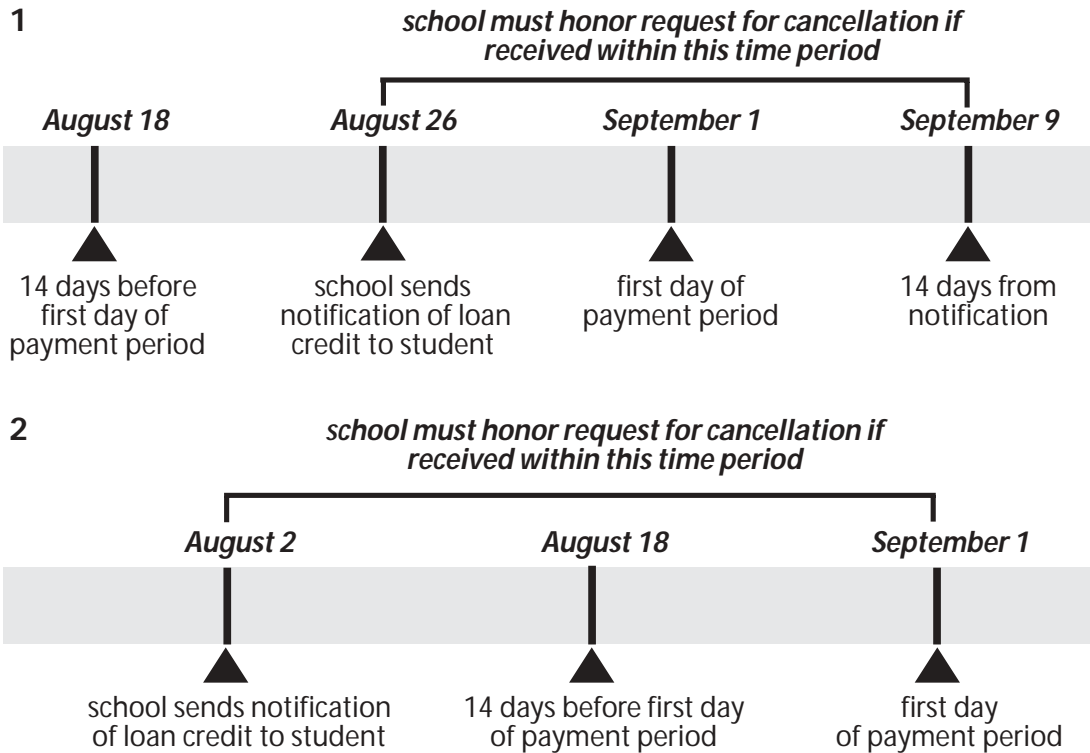 1
school must honor request for cancellation if
received within this time period
August 18
August 26
September 1
September 9
14 days before
first day of
payment period
school sends
notification of loan
credit to student
first day of
payment period
14 days from
notification
2
school must honor request for cancellation if
received within this time period
August 2
August 18
September 1
school sends notification
of loan credit to student
14 days before first day
of payment period
first day
of payment period